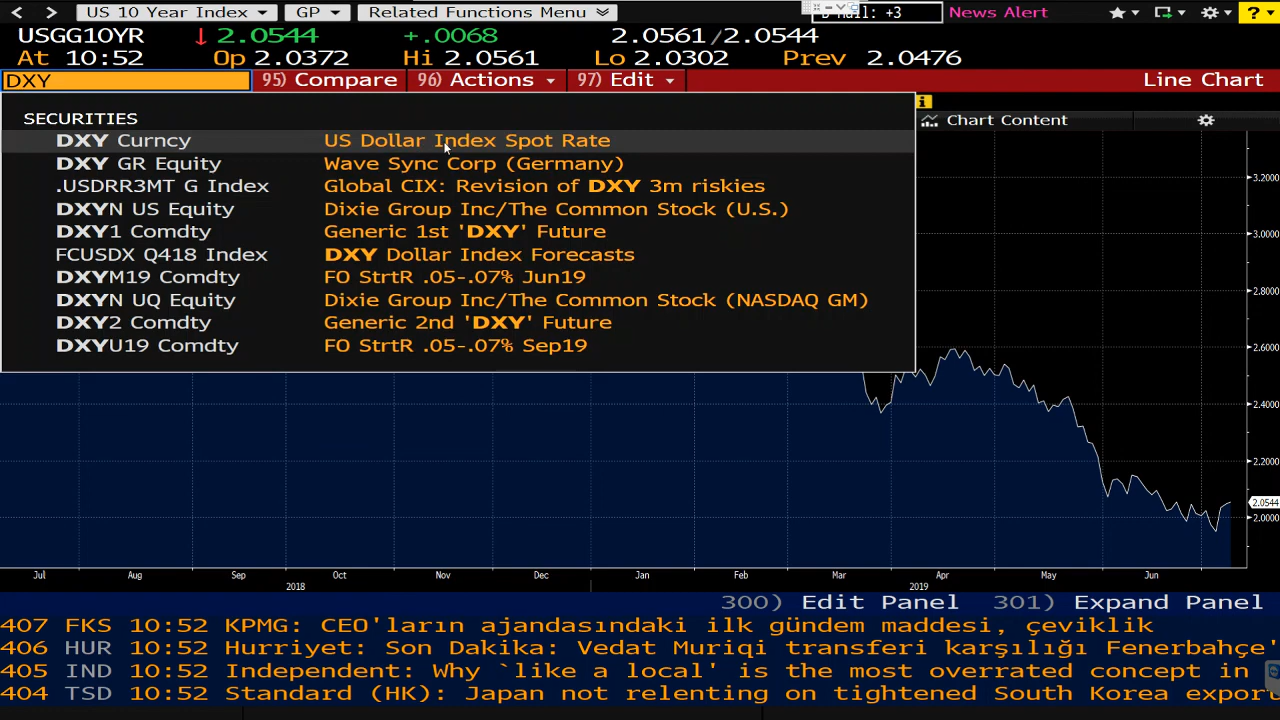 US 10 Year Index
GP
Related Functions Menu
: +3
News Alert
?
USGG10YR ↓ 2.0544 +.0068 2.0561/2.0544
At 10:52 Op 2.0372 Hi 2.0561 Lo 2.0302 Prev 2.0476
DXY
95) Compare
96) Actions
97) Edit
Line Chart
Chart Content
SECURITIES
DXY Curncy US Dollar Index Spot Rate
DXY GR Equity Wave Sync Corp (Germany)
.USDRR3MT G Index Global CIX: Revision of DXY 3m riskies
DXYN US Equity Dixie Group Inc/The Common Stock (U.S.)
DXY1 Comdty Generic 1st 'DXY' Future
FCUSDX Q418 Index DXY Dollar Index Forecasts
DXYM19 Comdty FO StrtR .05-.07% Jun19
DXYN UQ Equity Dixie Group Inc/The Common Stock (NASDAQ GM)
DXY2 Comdty Generic 2nd 'DXY' Future
DXYU19 Comdty FO StrtR .05-.07% Sep19
3.2000
3.0000
2.8000
2.6000
2.4000
2.2000
2.0544
2.0000
Jul Aug Sep Oct Nov Dec Jan Feb Mar Apr May Jun
2018 2019
300) Edit Panel 301) Expand Panel
407 FKS 10:52 KPMG: CEO'ların ajandasındaki ilk gündem maddesi, çeviklik
406 HUR 10:52 Hurriyet: Son Dakika: Vedat Muriqi transferi karşılığı Fenerbahçe'
405 IND 10:52 Independent: Why `like a local' is the most overrated concept in
404 TSD 10:52 Standard (HK): Japan not relenting on tightened South Korea export